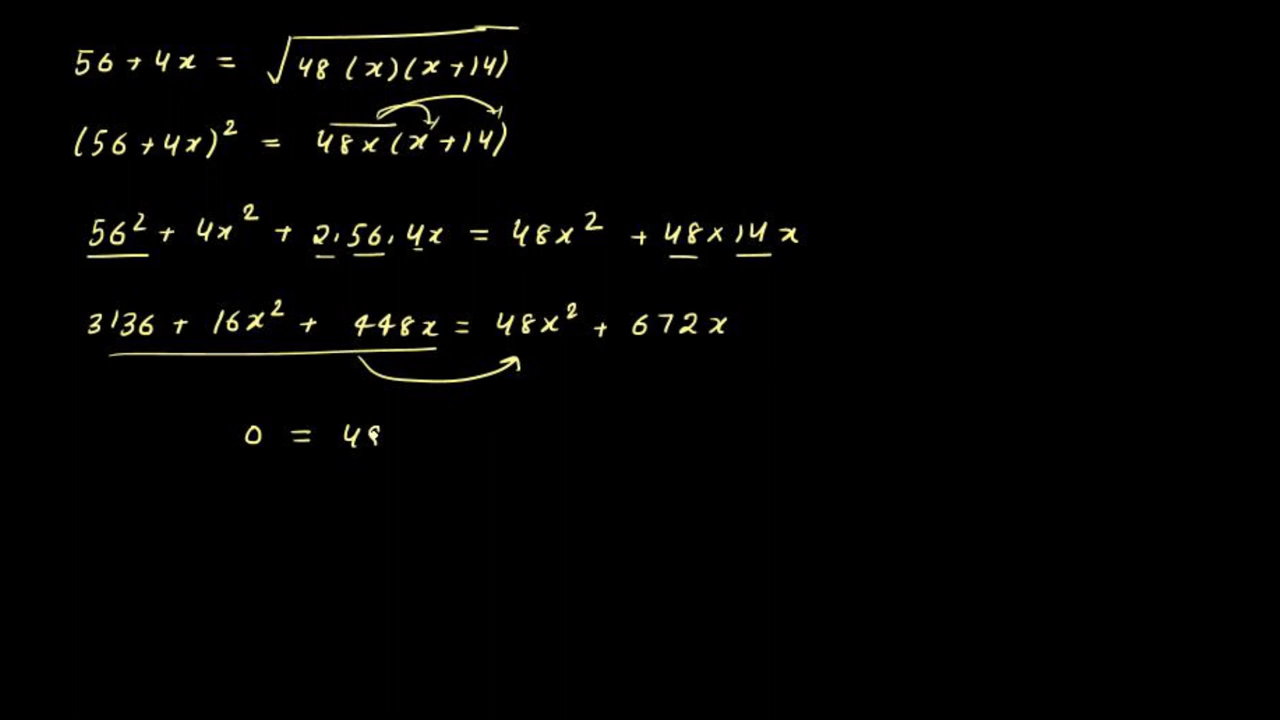 56 + 4x = √48 (x)(x+14)
(56 + 4x)² = 48x (x+14)
56² + 4x² + 2.56.4x = 48x² + 48×14x
3136 + 16x² + 448x = 48x² + 672x
0 = 48